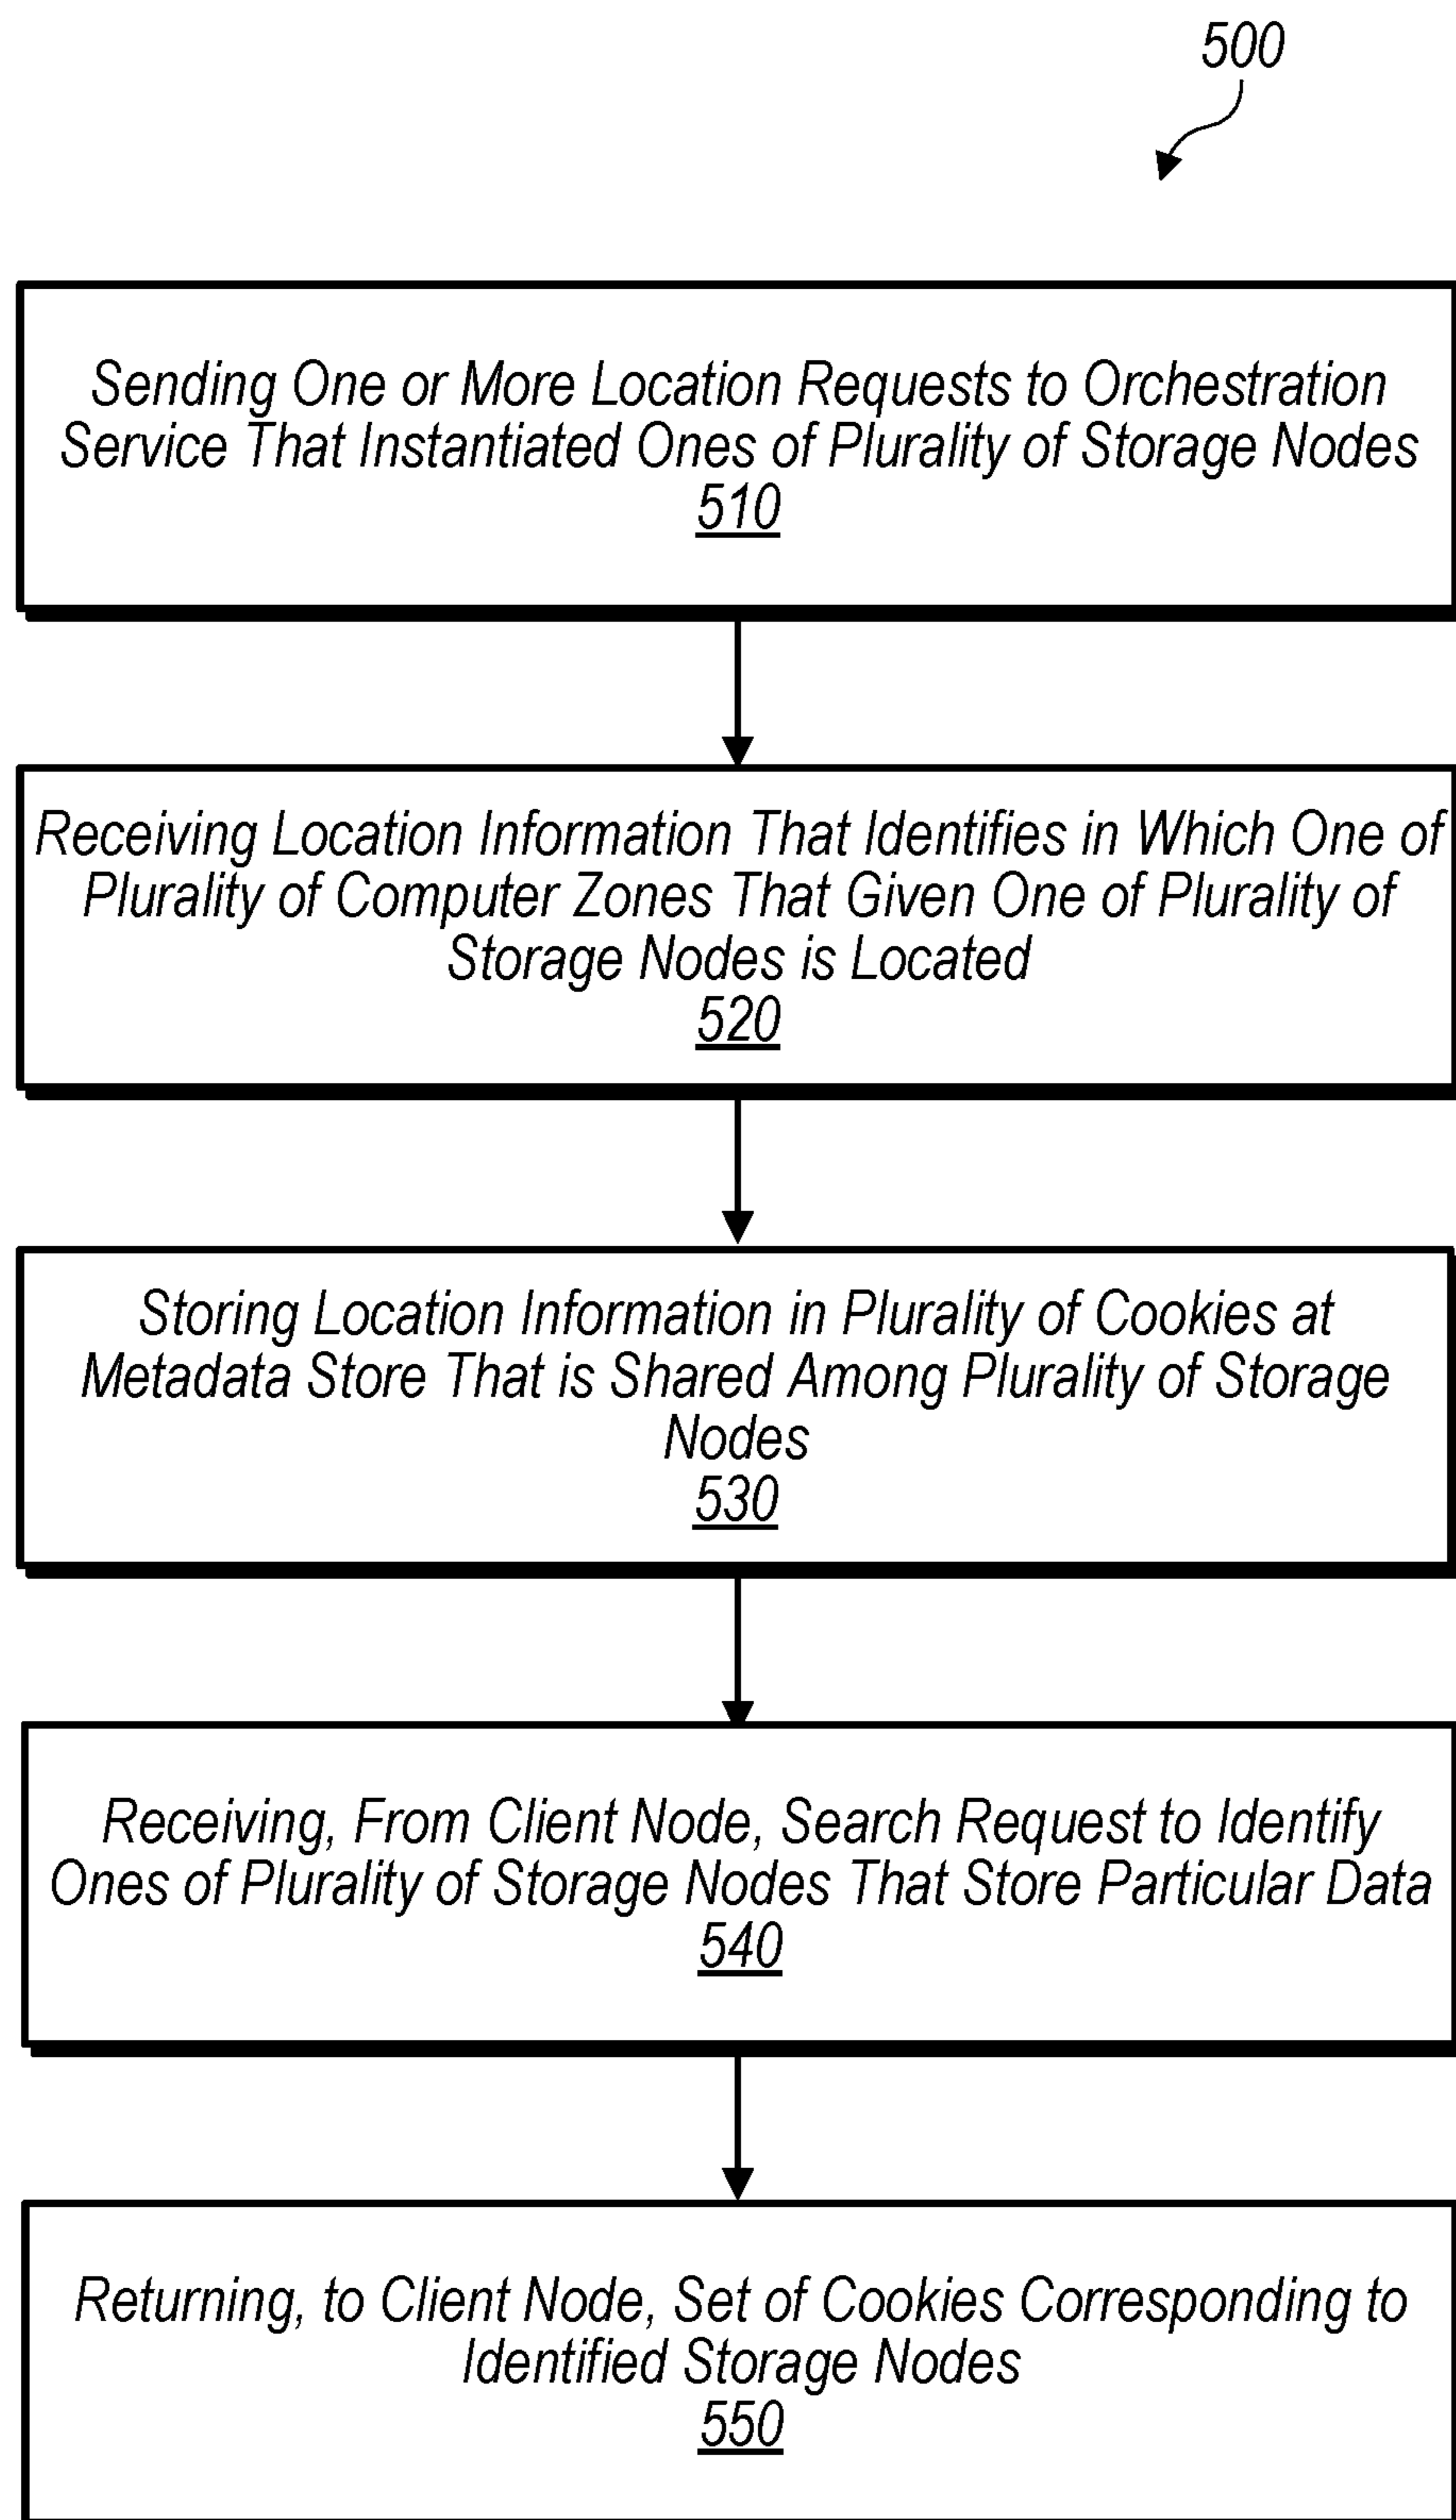 500
Sending One or More Location Requests to Orchestration
Service That Instantiated Ones of Plurality of Storage Nodes
510
Receiving Location Information That Identifies in Which One of
Plurality of Computer Zones That Given One of Plurality of
Storage Nodes is Located
520
Storing Location Information in Plurality of Cookies at
Metadata Store That is Shared Among Plurality of Storage
Nodes
530
Receiving, From Client Node, Search Request to Identify
Ones of Plurality of Storage Nodes That Store Particular Data
540
Returning, to Client Node, Set of Cookies Corresponding to
Identified Storage Nodes
550